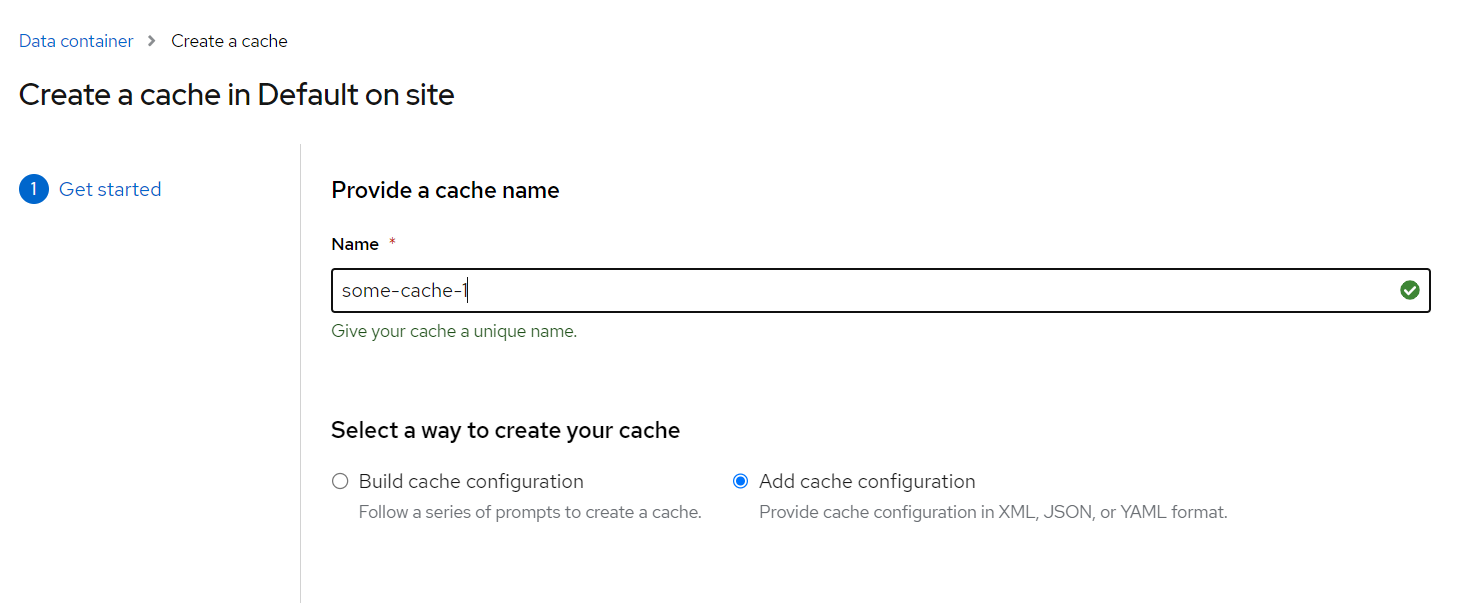 Data container > Create a cache
Create a cache in Default on site
1 Get started
Provide a cache name
Name *
some-cache-1
Give your cache a unique name.
Select a way to create your cache
Build cache configuration
Follow a series of prompts to create a cache.
Add cache configuration
Provide cache configuration in XML, JSON, or YAML format.